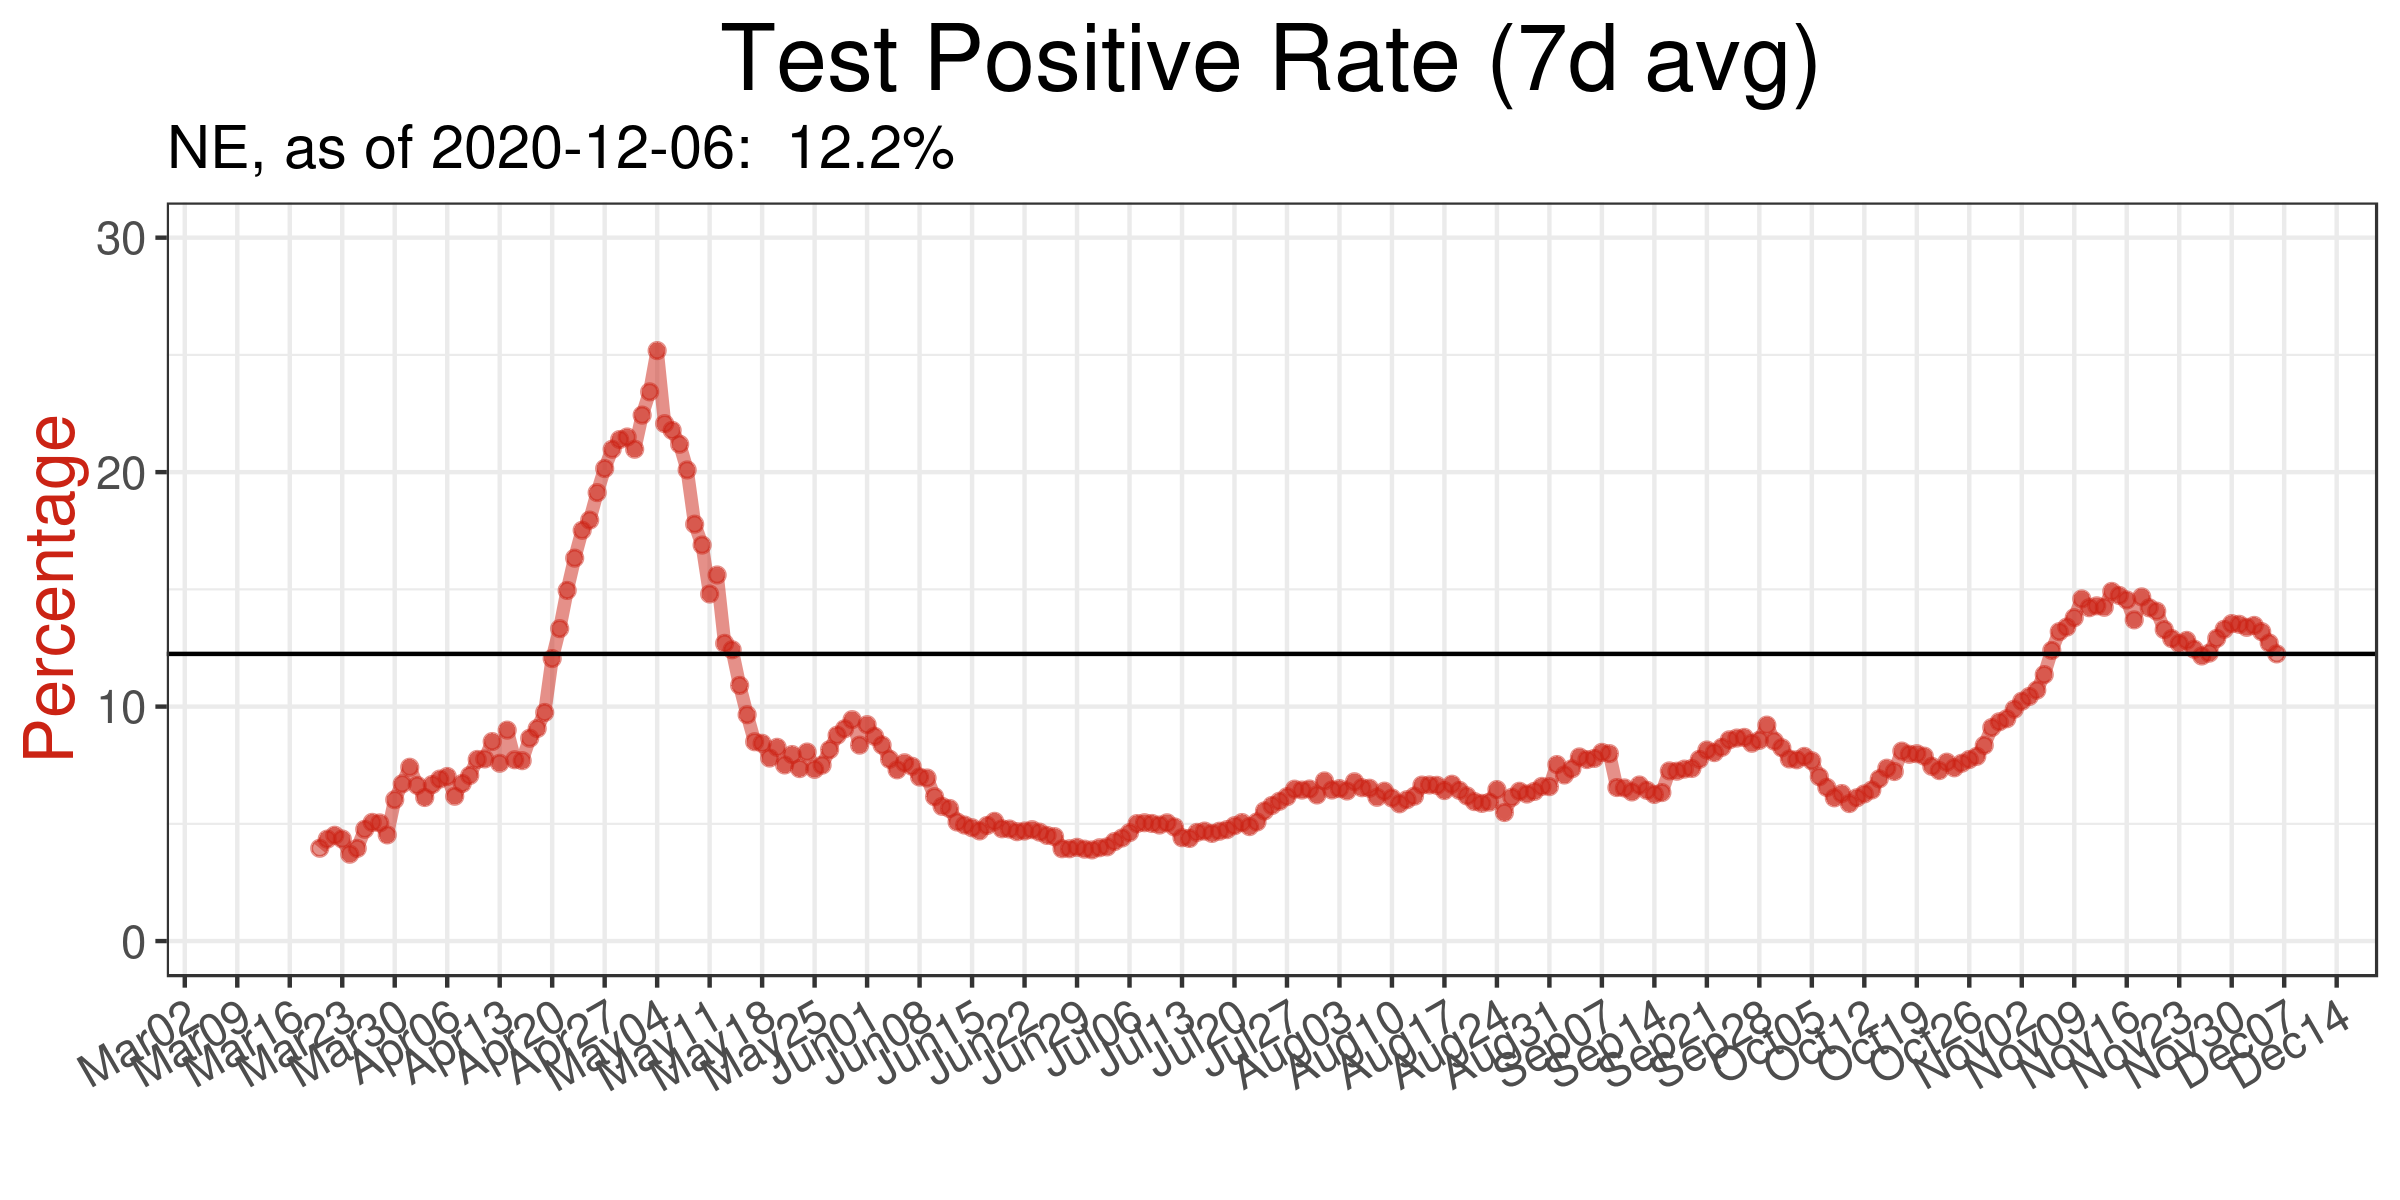 Test Positive Rate (7d avg)
NE, as of 2020-12-06:  12.2%
Percentage
30
20
10
0
Mar02
Mar09
Mar16
Mar23
Mar30
Apr06
Apr13
Apr20
Apr27
May04
May11
May18
May25
Jun01
Jun08
Jun15
Jun22
Jun29
Jul06
Jul13
Jul20
Jul27
Aug03
Aug10
Aug17
Aug24
Aug31
Sep07
Sep14
Sep21
Sep28
Oct05
Oct12
Oct19
Oct26
Nov02
Nov09
Nov16
Nov23
Nov30
Dec07
Dec14